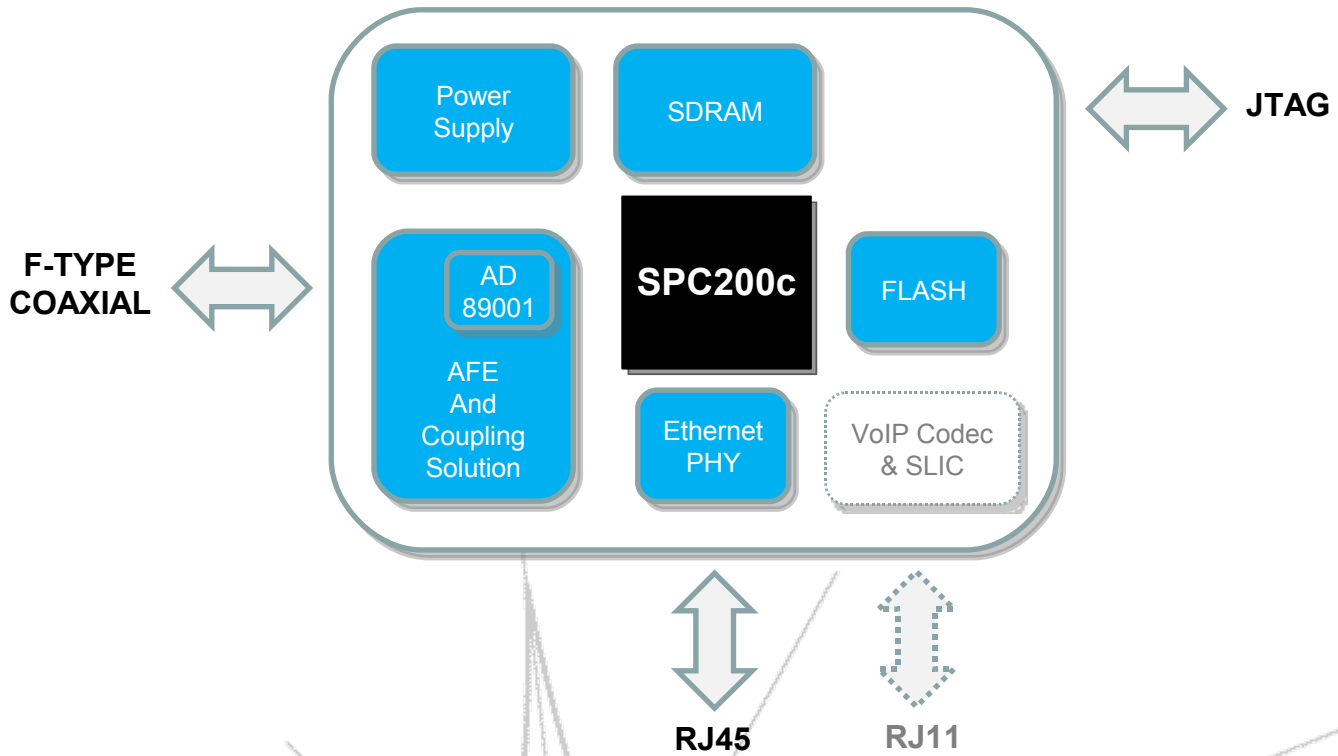 Power
Supply
SDRAM
JTAG
F-TYPE
COAXIAL
AD
89001
AFE
And
Coupling
Solution
SPC200c
FLASH
Ethernet
PHY
VoIP Codec
& SLIC
RJ45
RJ11